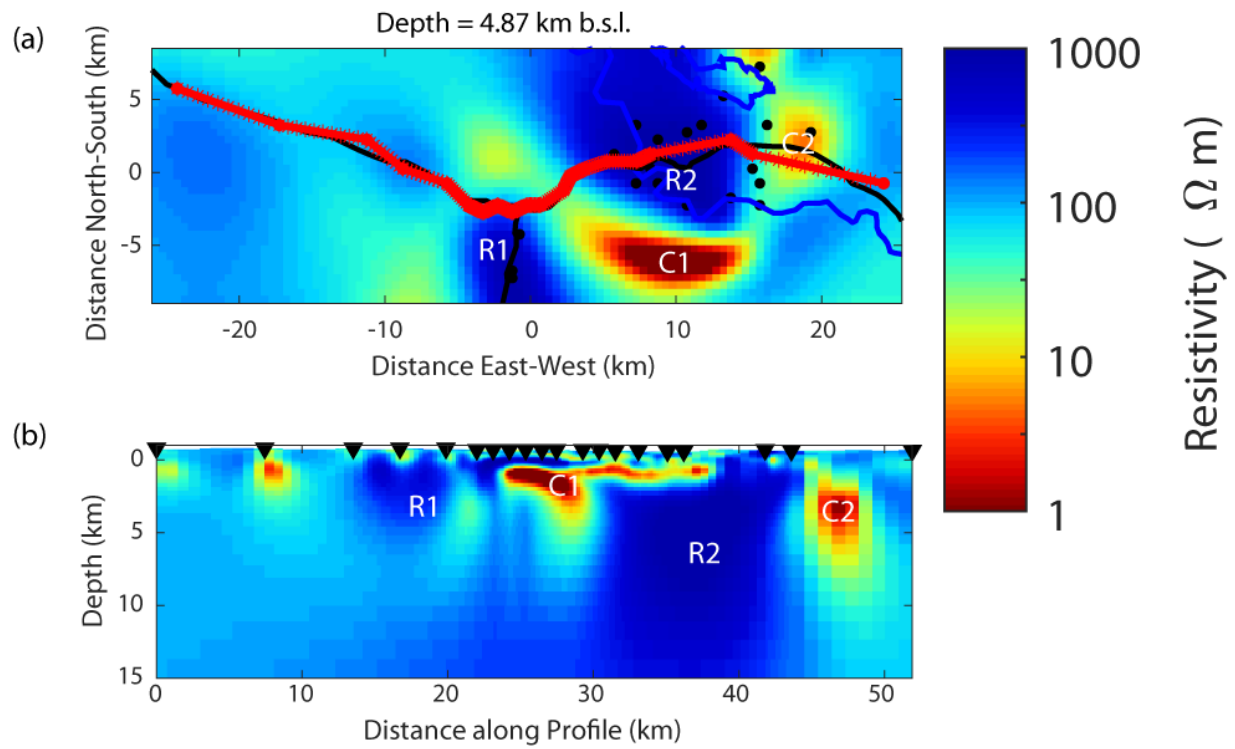 (a)
Depth = 4.87 km b.s.l.
Distance North-South (km)
5
0
-5
R1
R2
C1
C2
-20
-10
0
10
20
Distance East-West (km)
1000
100
10
1
Resistivity ( Ω m)
(b)
Depth (km)
0
5
10
15
R1
C1
R2
C2
0
10
20
30
40
50
Distance along Profile (km)